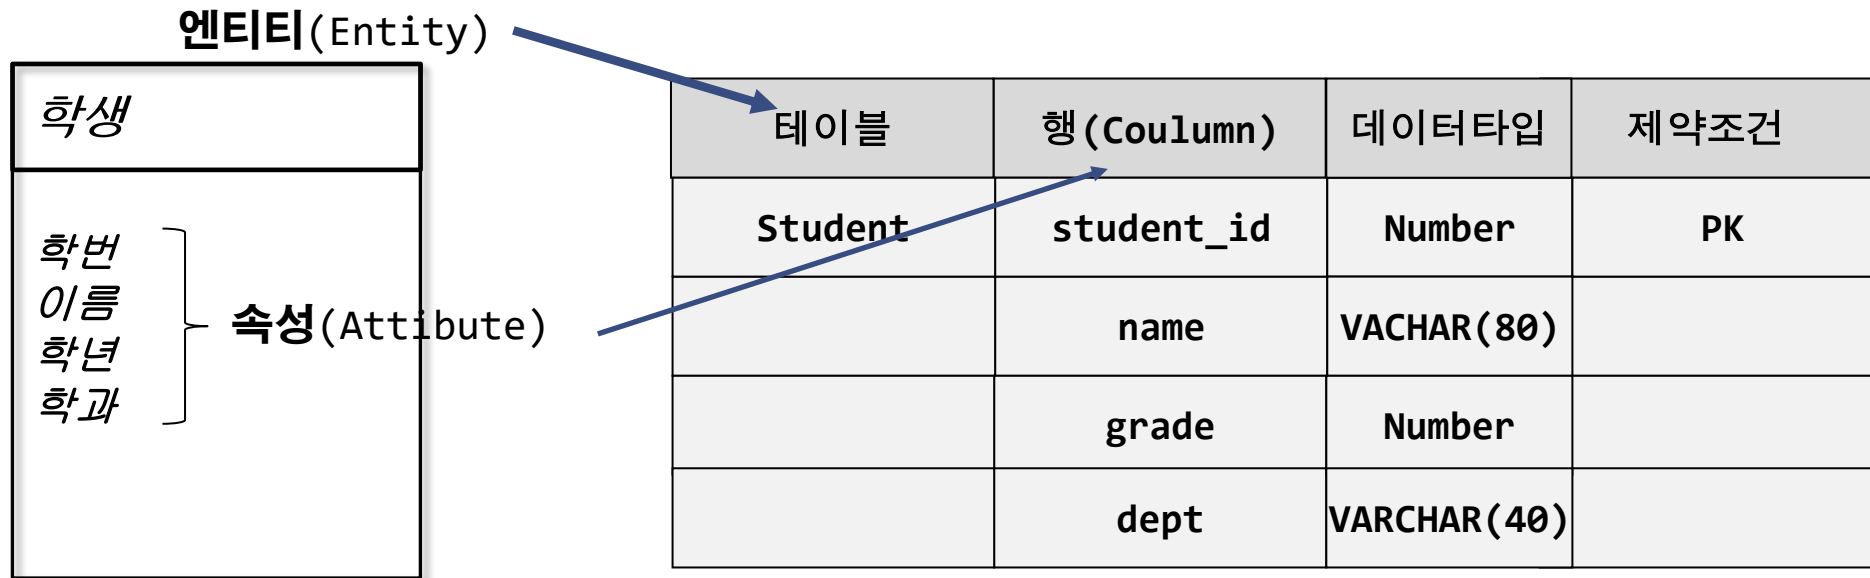 엔티티(Entity)
학생
학번
이름
학년
학과
속성(Attibute)
테이블 행(Coulumn) 데이터타입 제약조건
Student student_id Number PK
name VACHAR(80)
grade Number
dept VARCHAR(40)